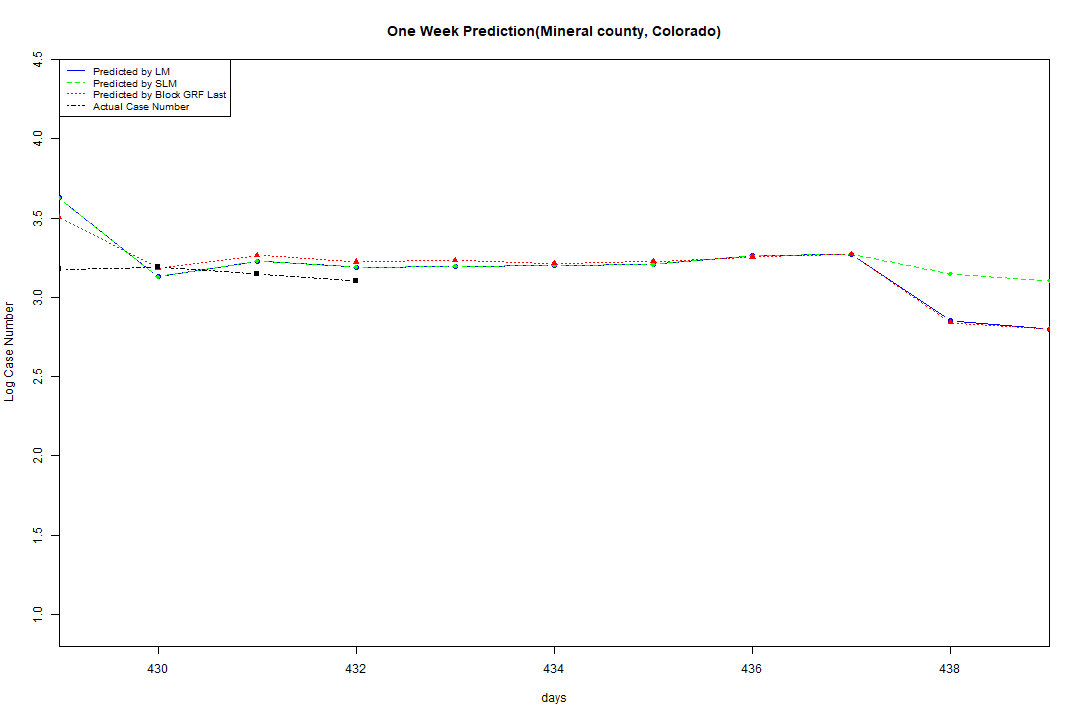 One Week Prediction(Mineral county, Colorado)
Predicted by LM
Predicted by SLM
Predicted by Block GRF Last
Actual Case Number
4.5
4.0
3.5
3.0
2.5
2.0
1.5
1.0
Log Case Number
430 432 434 436 438
days